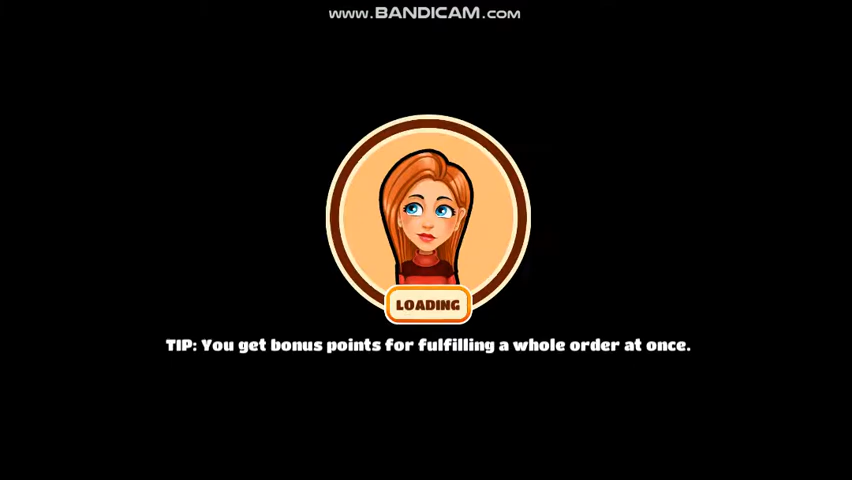 www.BANDICAM.com
LOADING
TIP: You get bonus points for fulfilling a whole order at once.